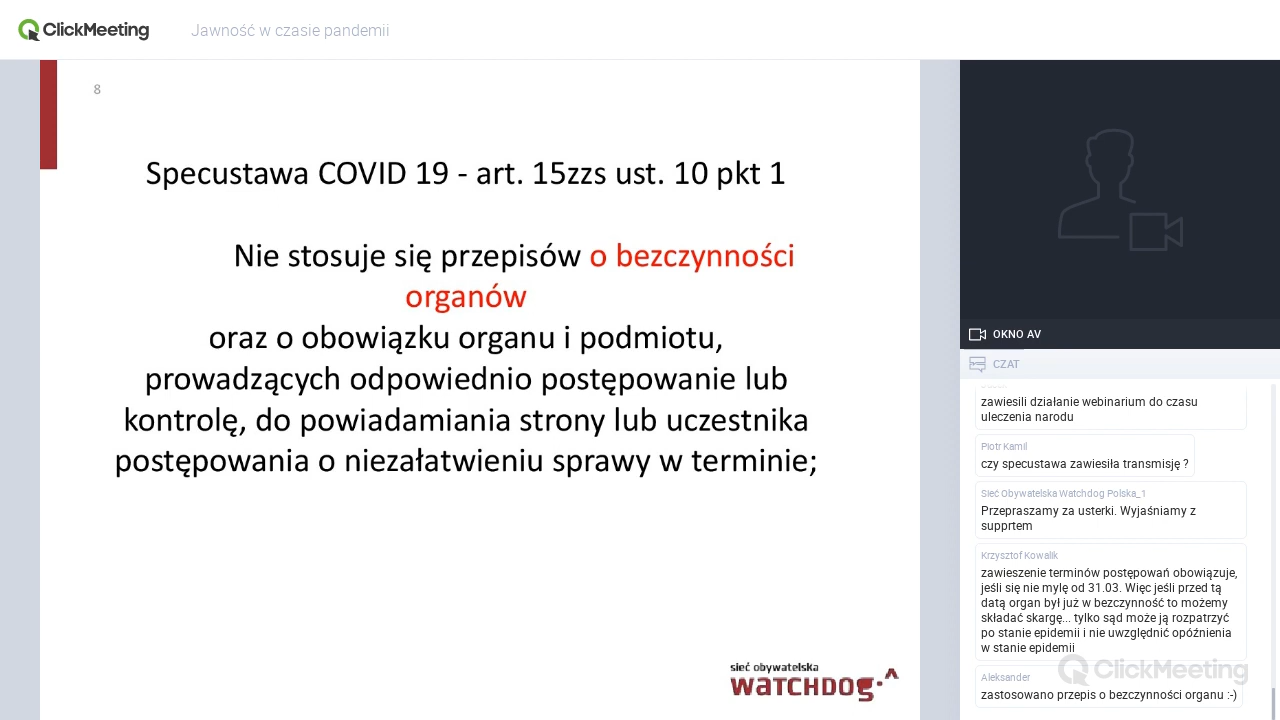 ClickMeeting
Jawność w czasie pandemii
8
Specustawa COVID 19 - art. 15zzs ust. 10 pkt 1
Nie stosuje się przepisów o bezczynności
organów
oraz o obowiązku organu i podmiotu,
prowadzących odpowiednio postępowanie lub
kontrolę, do powiadamiania strony lub uczestnika
postępowania o niezałatwieniu sprawy w terminie;
sieć obywatelska
WATCHDOG
OKNO AV
CZAT
zawiesili działanie webinarium do czasu
uleczenia narodu
Piotr Kamil
czy specustawa zawiesiła transmisję ?
Sieć Obywatelska Watchdog Polska_1
Przepraszamy za usterki. Wyjaśniamy z
supprtem
Krzysztof Kowalik
zawieszenie terminów postępowań obowiązuje,
jeśli się nie mylę od 31.03. Więc jeśli przed tą
datą organ był już w bezczynność to możemy
składać skargę... tylko sąd może ją rozpatrzyć
po stanie epidemii i nie uwzględnić opóźnienia
w stanie epidemii
ClickMeeting
Aleksander
zastosowano przepis o bezczynności organu :-)